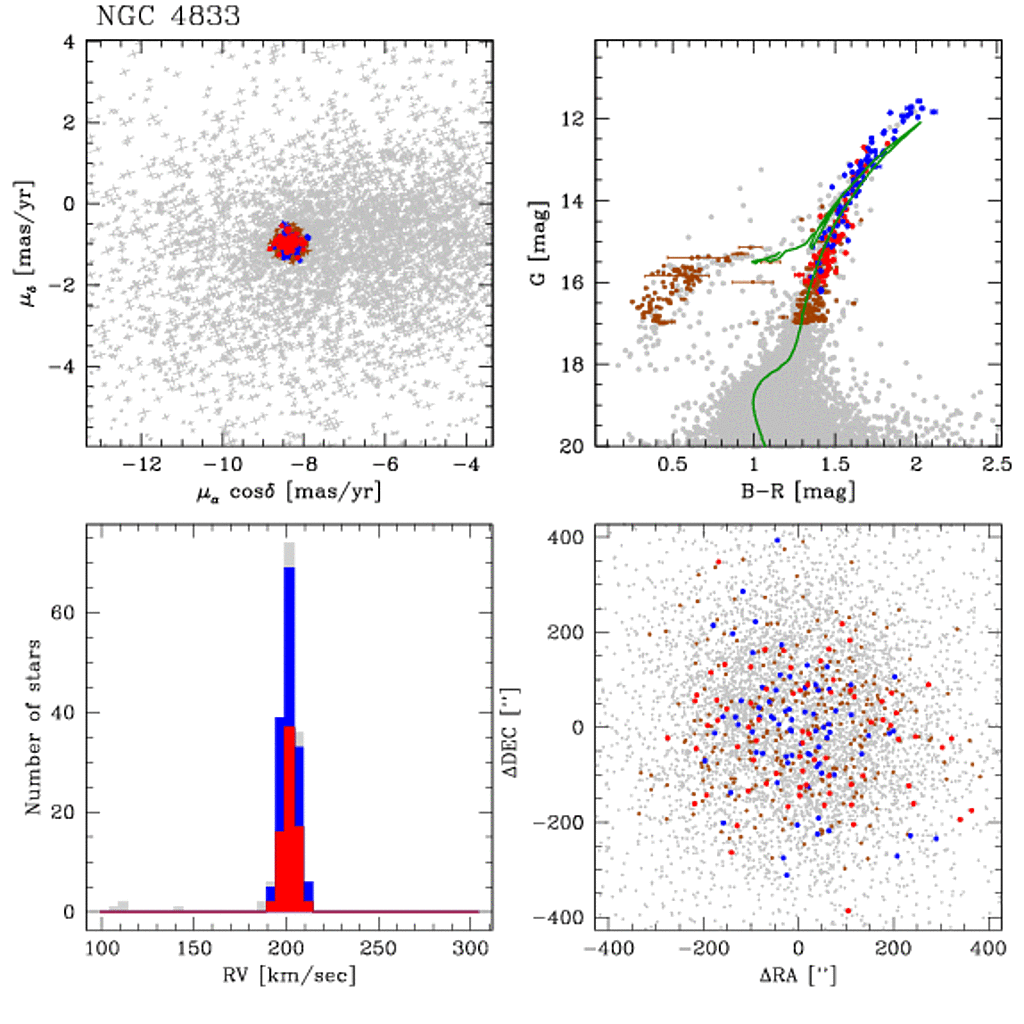 NGC 4833
4
2
0
−2
−4
μδ [mas/yr]
−12 −10 −8 −6 −4
μα cosδ [mas/yr]
12
14
16
18
20
G [mag]
0.5 1 1.5 2 2.5
B−R [mag]
60
40
20
0
Number of stars
100 150 200 250 300
RV [km/sec]
400
200
0
−200
−400
ΔDEC ["]
−400 −200 0 200 400
ΔRA ["]